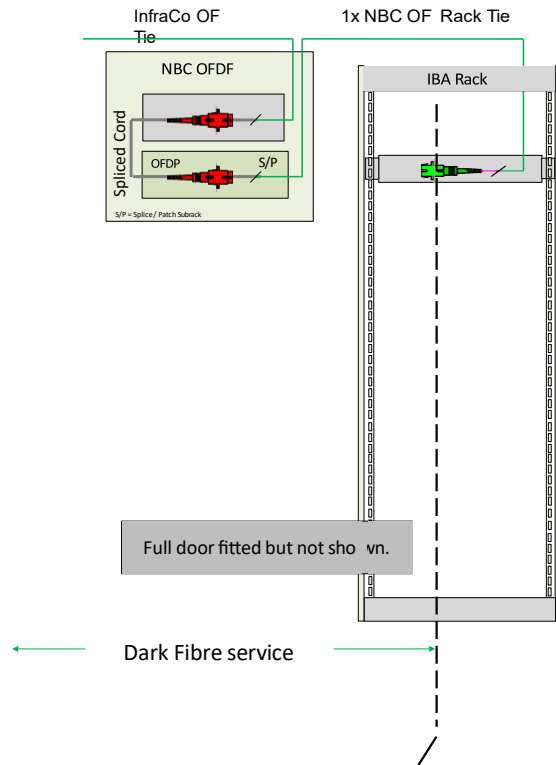 InfraCo OF
Tie
1x NBC OF Rack Tie
NBC OFDF
IBA Rack
Spliced Cord
OFDP
S/P
S/P = Splice / Patch Subrack
Full door fitted but not sho vn.
Dark Fibre service